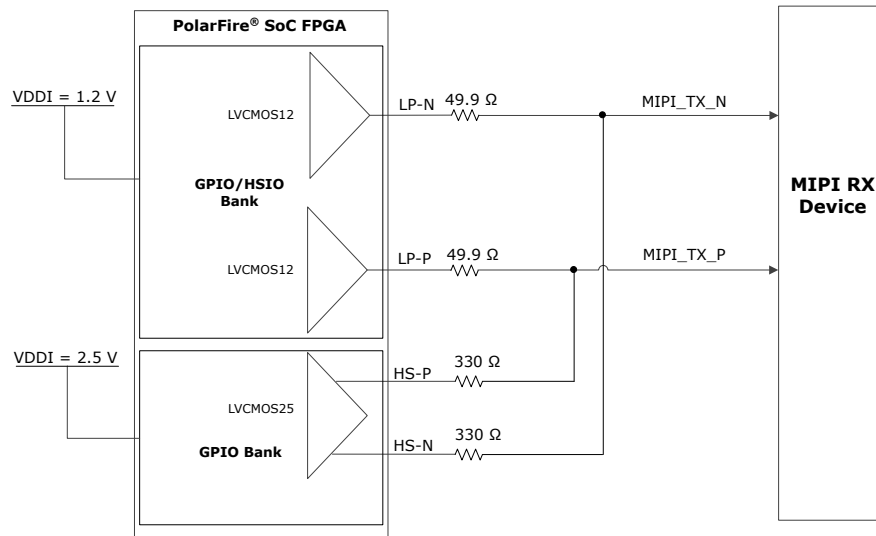 PolarFire® SoC FPGA
VDDI = 1.2 V
LVCMOS12
LP-N
49.9 Ω
MIPI_TX_N
GPIO/HSIO
Bank
MIPI RX
Device
LVCMOS12
LP-P
49.9 Ω
MIPI_TX_P
VDDI = 2.5 V
HS-P
330 Ω
LVCMOS25
GPIO Bank
HS-N
330 Ω